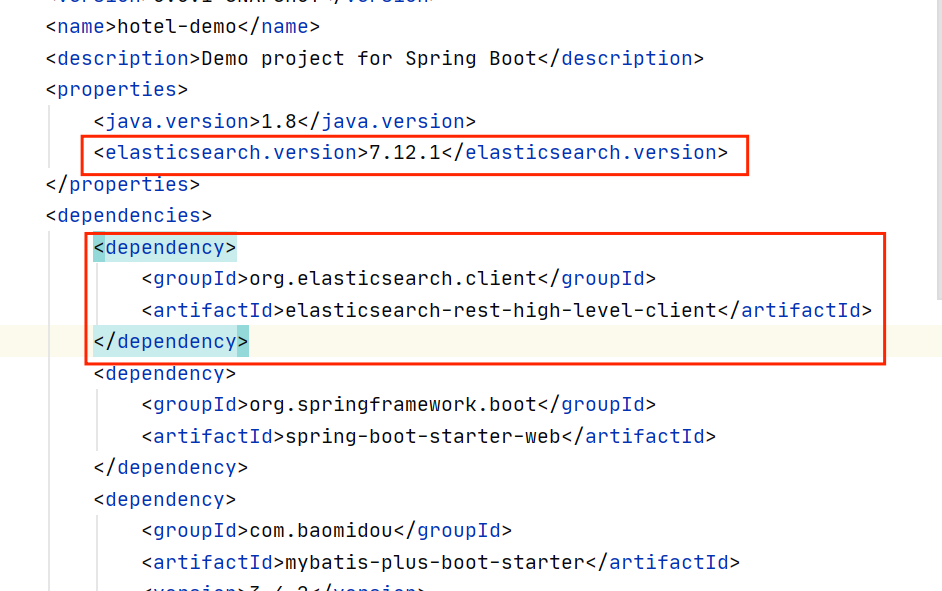 <name>hotel-demo</name>
<description>Demo project for Spring Boot</description>
<properties>
<java.version>1.8</java.version>
<elasticsearch.version>7.12.1</elasticsearch.version>
</properties>
<dependencies>
<dependency>
<groupId>org.elasticsearch.client</groupId>
<artifactId>elasticsearch-rest-high-level-client</artifactId>
</dependency>
<dependency>
<groupId>org.springframework.boot</groupId>
<artifactId>spring-boot-starter-web</artifactId>
</dependency>
<dependency>
<groupId>com.baomidou</groupId>
<artifactId>mybatis-plus-boot-starter</artifactId>